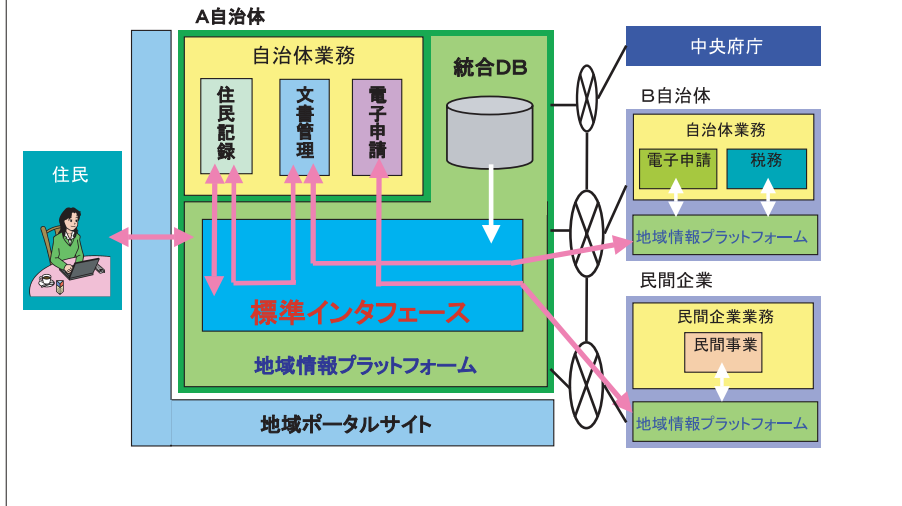 A自治体
自治体業務
住民記録
文書管理
電子申請
統合DB
住民
標準インタフェース
地域情報プラットフォーム
地域ポータルサイト
中央府庁
B自治体
自治体業務
電子申請
税務
地域情報プラットフォーム
民間企業
民間企業業務
民間事業
地域情報プラットフォーム